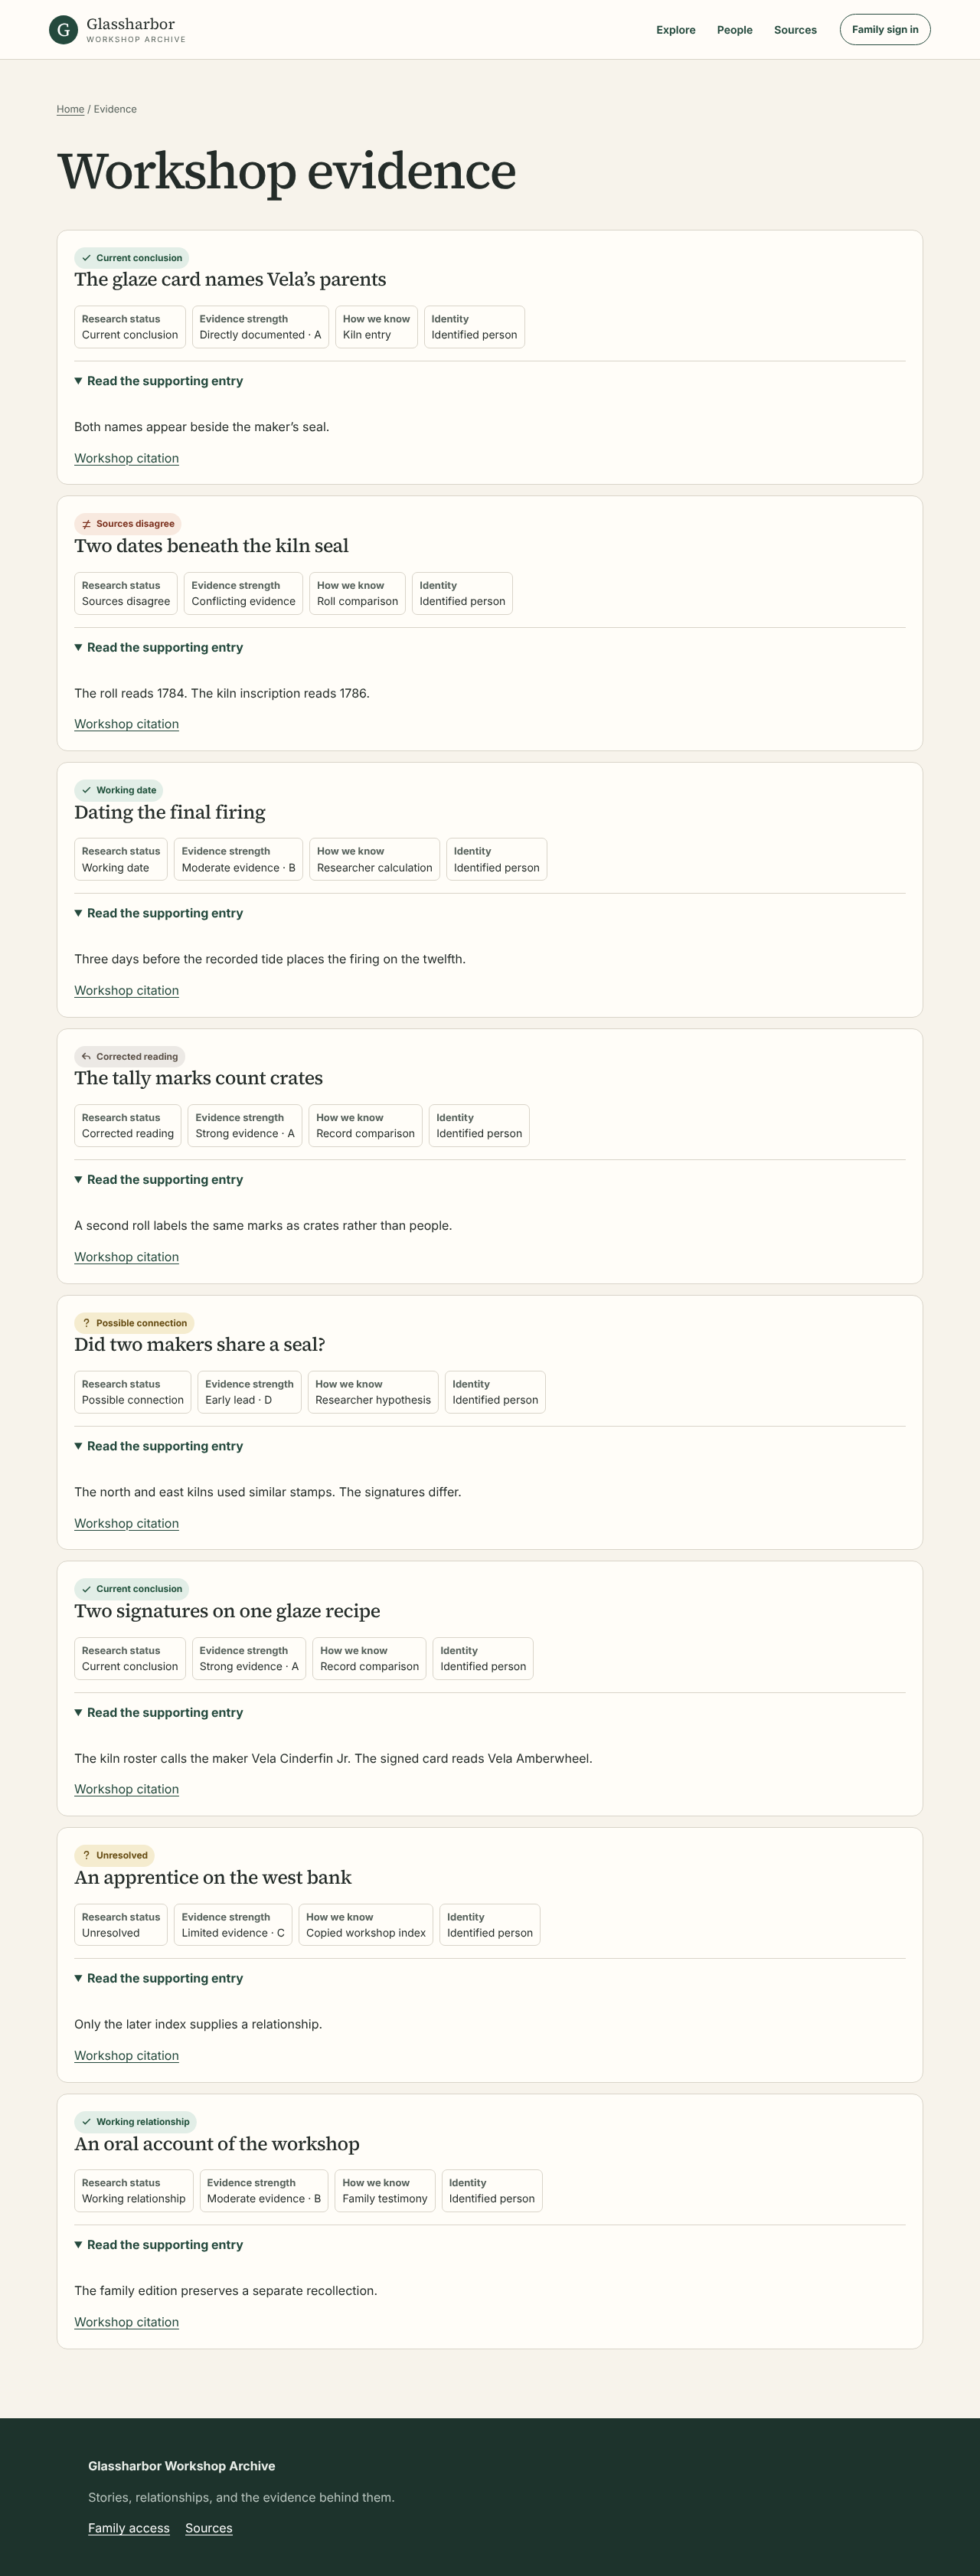 G
Glassharbor
WORKSHOP ARCHIVE
Explore
People
Sources
Family sign in
Home / Evidence
Workshop evidence
Current conclusion
The glaze card names Vela’s parents
Research status
Current conclusion
Evidence strength
Directly documented · A
How we know
Kiln entry
Identity
Identified person
▼ Read the supporting entry
Both names appear beside the maker’s seal.
Workshop citation
Sources disagree
Two dates beneath the kiln seal
Research status
Sources disagree
Evidence strength
Conflicting evidence
How we know
Roll comparison
Identity
Identified person
▼ Read the supporting entry
The roll reads 1784. The kiln inscription reads 1786.
Workshop citation
Working date
Dating the final firing
Research status
Working date
Evidence strength
Moderate evidence · B
How we know
Researcher calculation
Identity
Identified person
▼ Read the supporting entry
Three days before the recorded tide places the firing on the twelfth.
Workshop citation
Corrected reading
The tally marks count crates
Research status
Corrected reading
Evidence strength
Strong evidence · A
How we know
Record comparison
Identity
Identified person
▼ Read the supporting entry
A second roll labels the same marks as crates rather than people.
Workshop citation
? Possible connection
Did two makers share a seal?
Research status
Possible connection
Evidence strength
Early lead · D
How we know
Researcher hypothesis
Identity
Identified person
▼ Read the supporting entry
The north and east kilns used similar stamps. The signatures differ.
Workshop citation
Current conclusion
Two signatures on one glaze recipe
Research status
Current conclusion
Evidence strength
Strong evidence · A
How we know
Record comparison
Identity
Identified person
▼ Read the supporting entry
The kiln roster calls the maker Vela Cinderfin Jr. The signed card reads Vela Amberwheel.
Workshop citation
? Unresolved
An apprentice on the west bank
Research status
Unresolved
Evidence strength
Limited evidence · C
How we know
Copied workshop index
Identity
Identified person
▼ Read the supporting entry
Only the later index supplies a relationship.
Workshop citation
Working relationship
An oral account of the workshop
Research status
Working relationship
Evidence strength
Moderate evidence · B
How we know
Family testimony
Identity
Identified person
▼ Read the supporting entry
The family edition preserves a separate recollection.
Workshop citation
Glassharbor Workshop Archive
Stories, relationships, and the evidence behind them.
Family access
Sources